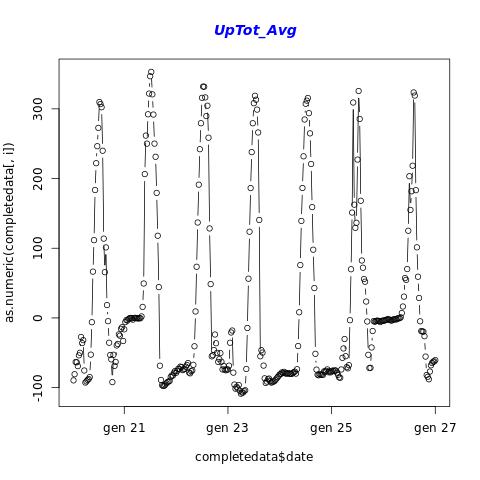 UpTot_Avg
as.numeric(completedata[, i])
300
200
100
0
-100
gen 21
gen 23
gen 25
gen 27
completedata$date